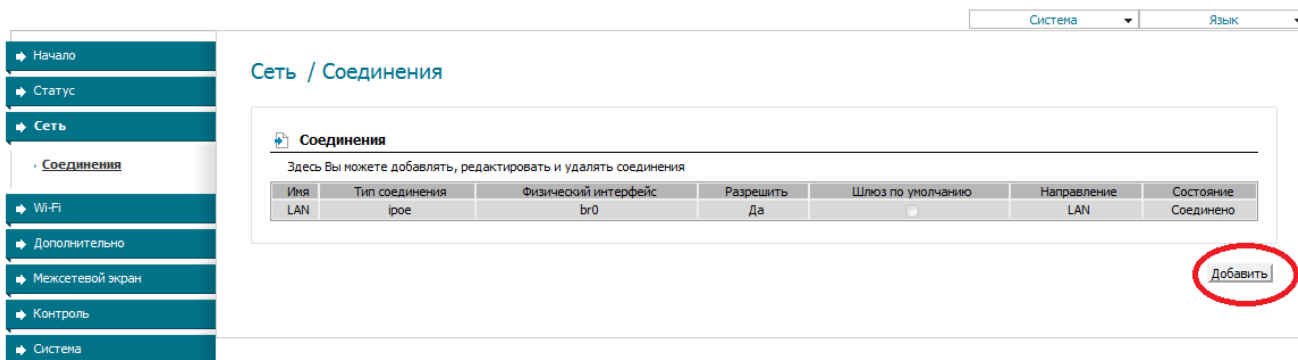 Система Язык
Начало
Статус
Сеть
Соединения
Wi-Fi
Дополнительно
Межсетевой экран
Контроль
Система
Сеть / Соединения
Соединения
Здесь Вы можете добавлять, редактировать и удалять соединения
Имя Тип соединения Физический интерфейс Разрешить Шлюз по умолчанию Направление Состояние
LAN ipoe br0 Да LAN Соединено
Добавить